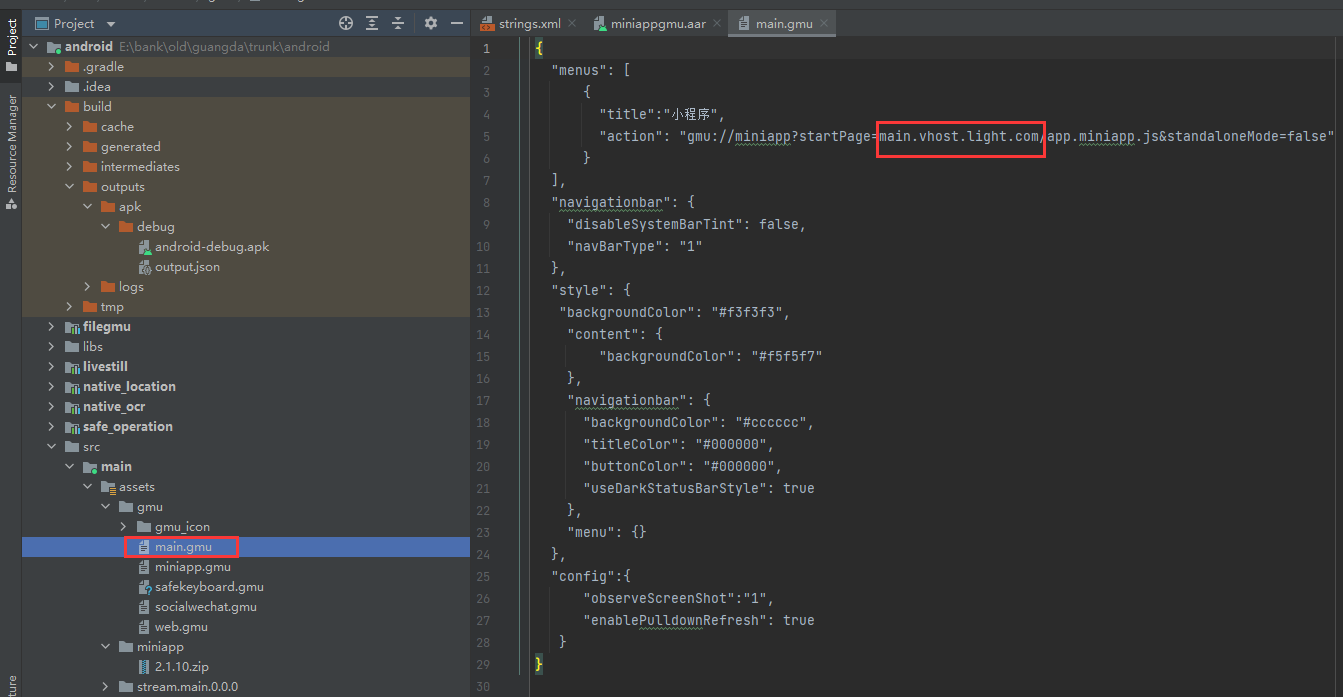 Project
strings.xml
miniappgmu.aar
main.gmu
Project
Resource Manager
android E:\bank\old\guangda\trunk\android
.gradle
.idea
build
cache
generated
intermediates
outputs
apk
debug
android-debug.apk
output.json
logs
tmp
filegmu
libs
livestill
native_location
native_ocr
safe_operation
src
main
assets
gmu
gmu_icon
main.gmu
miniapp.gmu
safekeyboard.gmu
socialwechat.gmu
web.gmu
miniapp
2.1.10.zip
stream.main.0.0.0
1 {
2 "menus": [
3 {
4 "title":"小程序",
5 "action": "gmu://miniapp?startPage=main.vhost.light.com/app.miniapp.js&standaloneMode=false"
6 }
7 ],
8 "navigationbar": {
9 "disableSystemBarTint": false,
10 "navBarType": "1"
11 },
12 "style": {
13 "backgroundColor": "#f3f3f3",
14 "content": {
15 "backgroundColor": "#f5f5f7"
16 },
17 "navigationbar": {
18 "backgroundColor": "#cccccc",
19 "titleColor": "#000000",
20 "buttonColor": "#000000",
21 "useDarkStatusBarStyle": true
22 },
23 "menu": {}
24 },
25 "config":{
26 "observeScreenShot":"1",
27 "enablePulldownRefresh": true
28 }
29 }
30